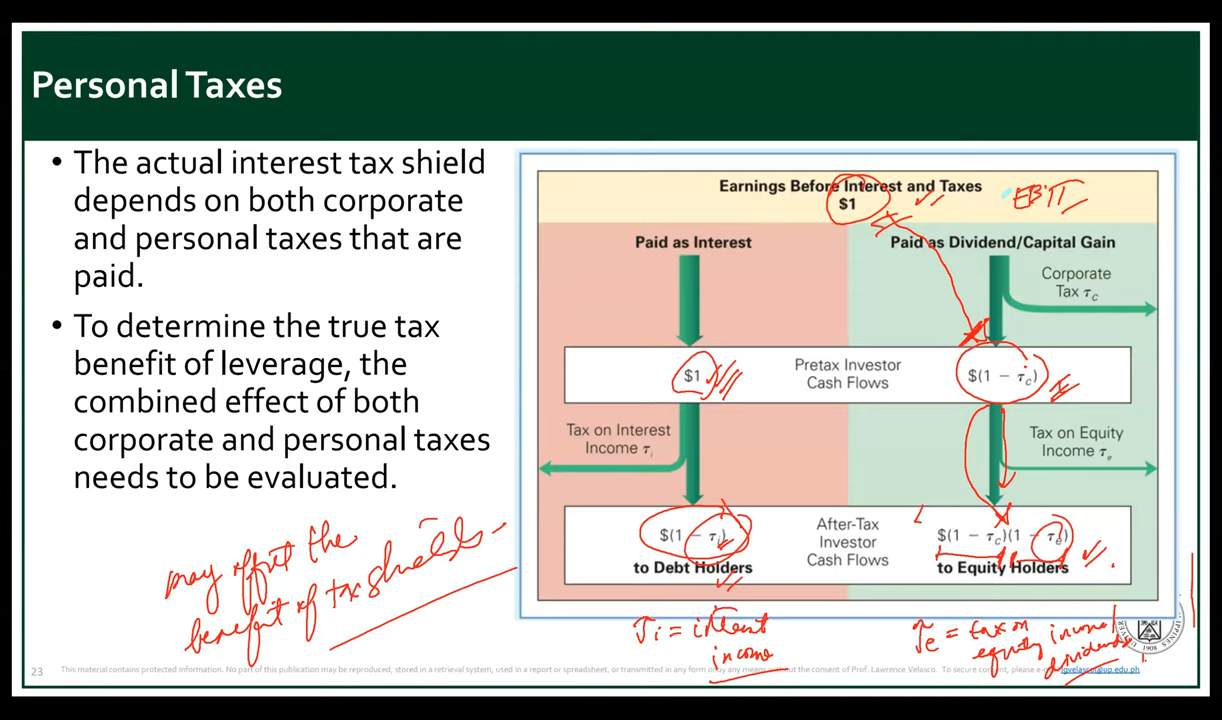 Personal Taxes
• The actual interest tax shield
depends on both corporate
and personal taxes that are
paid.
• To determine the true tax
benefit of leverage, the
combined effect of both
corporate and personal taxes
needs to be evaluated.
may offset the
benefit of tax shields
Earnings Before Interest and Taxes
$1
EBIT
Paid as Interest
Paid as Dividend/Capital Gain
Corporate
Tax τc
$1
Pretax Investor
Cash Flows
$(1 − τc)
Tax on Interest
Income τi
Tax on Equity
Income τe
$(1 − τi)
to Debt Holders
After-Tax
Investor
Cash Flows
$(1 − τc)(1 − τe)
to Equity Holders
τi = interest
income
τe = tax on
equity income/
dividends
1908
23
This material contains protected information. No part of this publication may be reproduced, stored in a retrieval system, used in a report or spreadsheet, or transmitted in any form or by any means without the consent of Prof. Lawrence Velasco. To secure consent, please